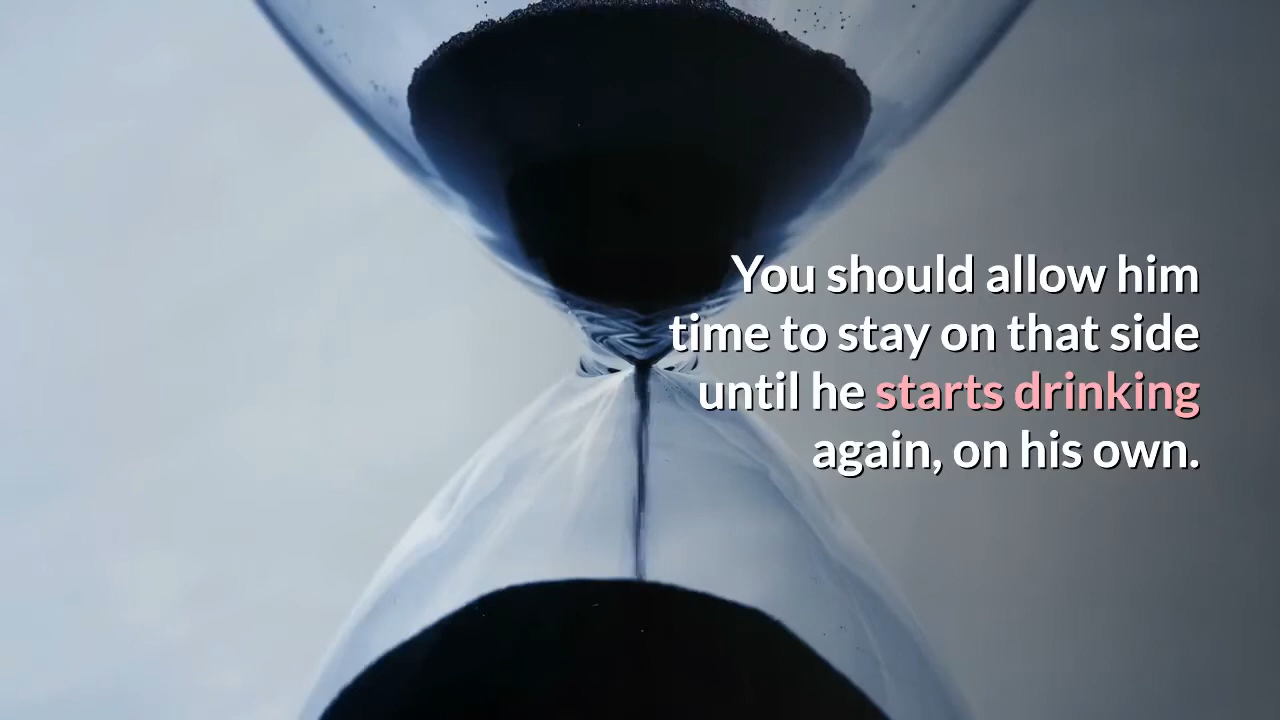 You should allow him
time to stay on that side
until he starts drinking
again, on his own.